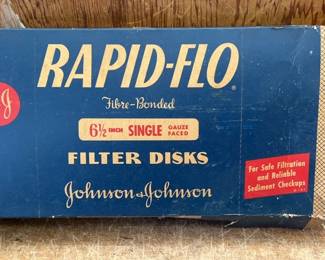 J
RAPID-FLO®
Fibre-Bonded
6½ INCH SINGLE GAUZE FACED
FILTER DISKS
Johnson & Johnson
For Safe Filtration
and Reliable
Sediment Checkups